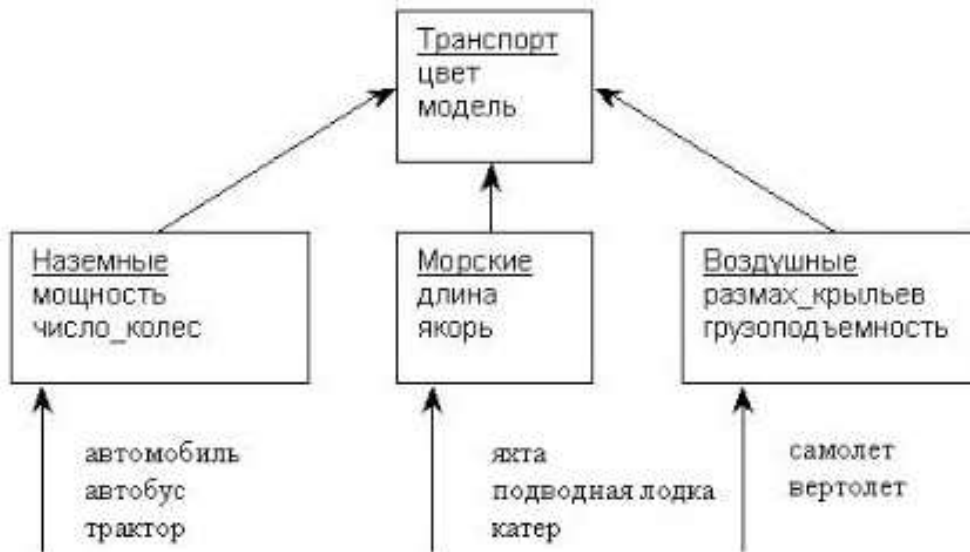 Транспорт
цвет
модель
Наземные
мощность
число_колес
Морские
длина
якорь
Воздушные
размах_крыльев
грузоподъемность
автомобиль
автобус
трактор
яхта
подводная лодка
катер
самолет
вертолет